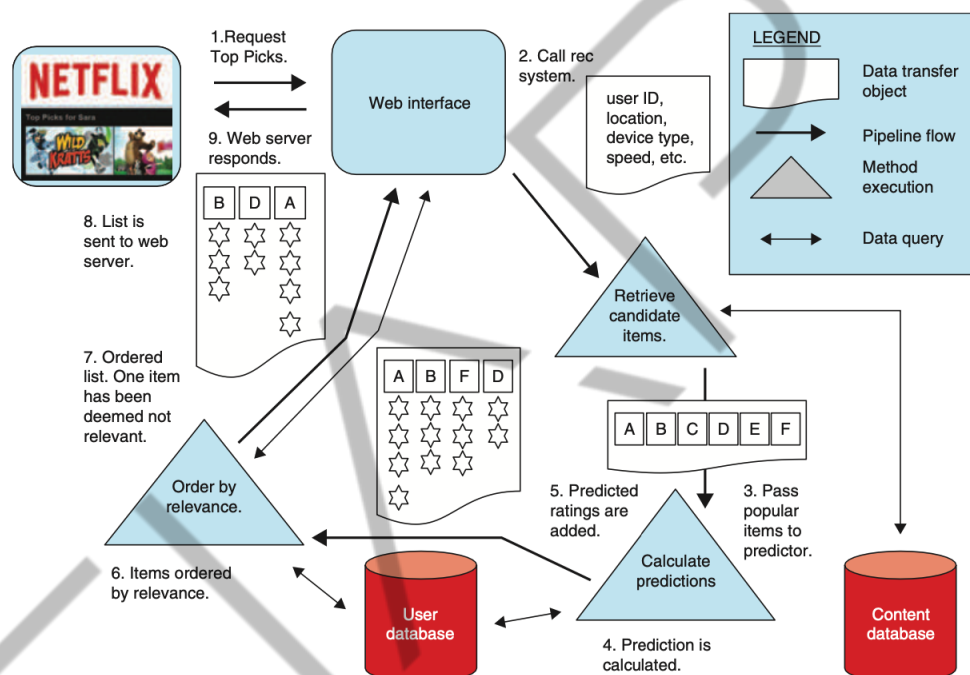 NETFLIX
Top Picks for Sara
WILD
KRATTS
1.Request
Top Picks.
9. Web server
responds.
Web interface
2. Call rec
system.
user ID,
location,
device type,
speed, etc.
LEGEND
Data transfer
object
Pipeline flow
Method
execution
Data query
8. List is
sent to web
server.
B D A
Retrieve
candidate
items.
7. Ordered
list. One item
has been
deemed not
relevant.
A B F D
A B C D E F
Order by
relevance.
5. Predicted
ratings are
added.
3. Pass
popular
items to
predictor.
Calculate
predictions
6. Items ordered
by relevance.
User
database
4. Prediction is
calculated.
Content
database